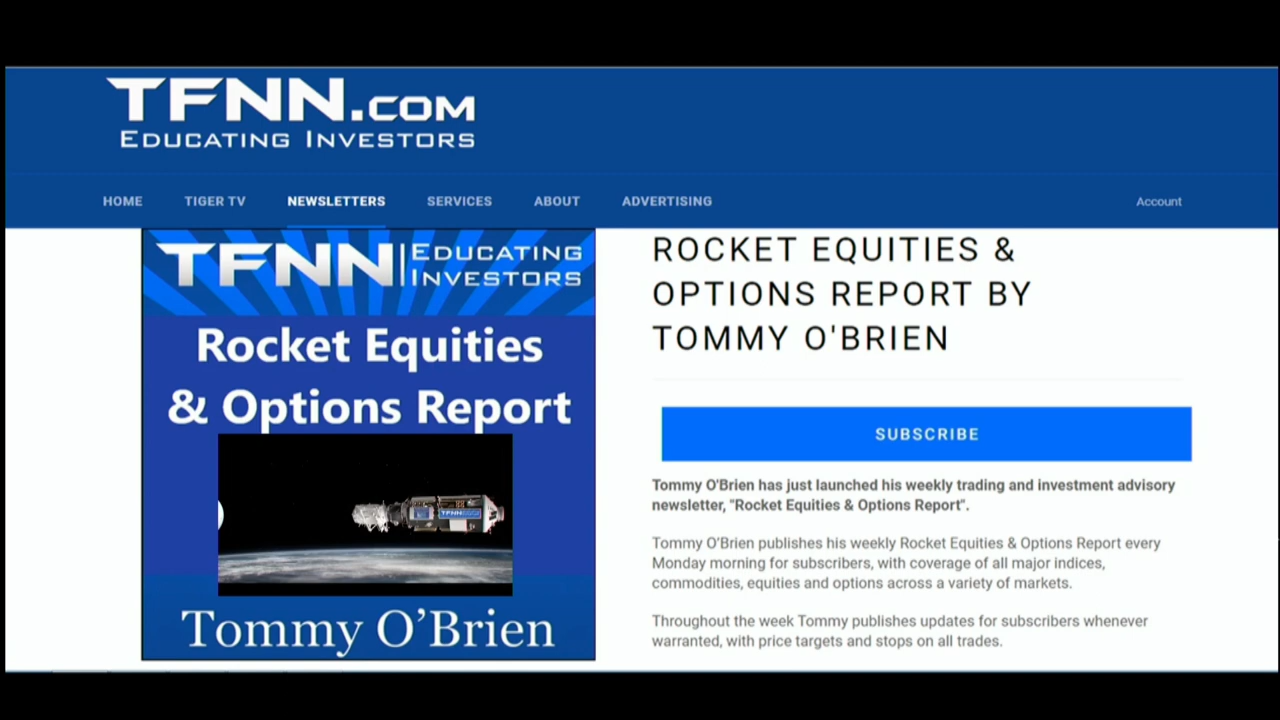 TFNN.COM
EDUCATING INVESTORS
HOME
TIGER TV
NEWSLETTERS
SERVICES
ABOUT
ADVERTISING
Account
TFNN
EDUCATING
INVESTORS
Rocket Equities
& Options Report
TFNN
Tommy O’Brien
ROCKET EQUITIES &
OPTIONS REPORT BY
TOMMY O'BRIEN
SUBSCRIBE
Tommy O'Brien has just launched his weekly trading and investment advisory
newsletter, "Rocket Equities & Options Report".
Tommy O’Brien publishes his weekly Rocket Equities & Options Report every
Monday morning for subscribers, with coverage of all major indices,
commodities, equities and options across a variety of markets.
Throughout the week Tommy publishes updates for subscribers whenever
warranted, with price targets and stops on all trades.